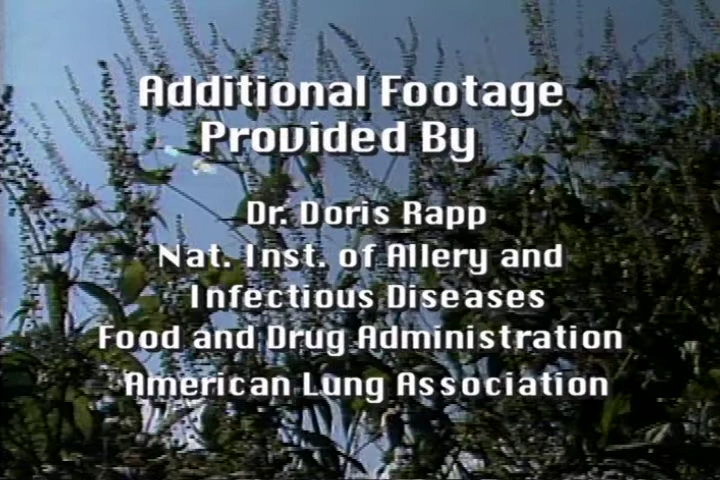 Additional Footage
Provided By
Dr. Doris Rapp
Nat. Inst. of Allery and
Infectious Diseases
Food and Drug Administration
American Lung Association